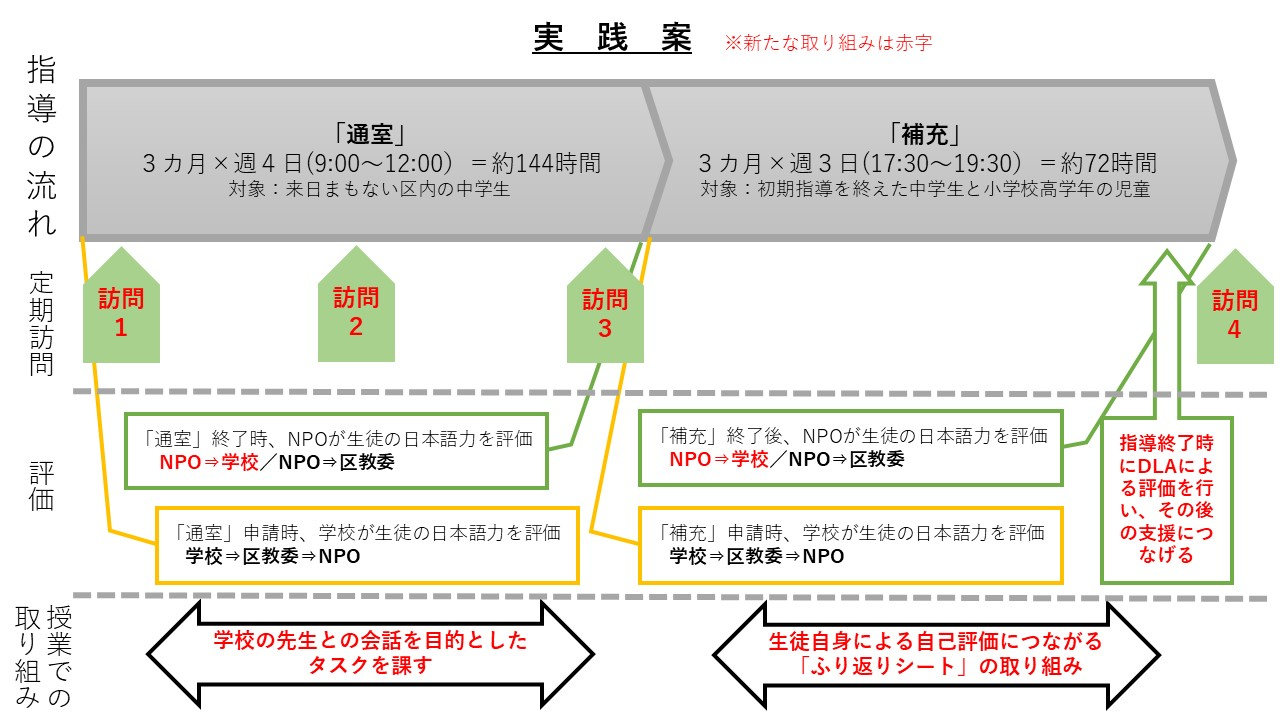 実　践　案
※新たな取り組みは赤字
指導の流れ
「通室」
３カ月×週４日(9:00～12:00）＝約144時間
対象：来日まもない区内の中学生
「補充」
３カ月×週３日(17:30～19:30）＝約72時間
対象：初期指導を終えた中学生と小学校高学年の児童
定期訪問
訪問
1
訪問
2
訪問
3
訪問
4
評価
「通室」終了時、NPOが生徒の日本語力を評価
NPO⇒学校／NPO⇒区教委
「補充」終了後、NPOが生徒の日本語力を評価
NPO⇒学校／NPO⇒区教委
「通室」申請時、学校が生徒の日本語力を評価
学校⇒区教委⇒NPO
「補充」申請時、学校が生徒の日本語力を評価
学校⇒区教委⇒NPO
指導終了時
にDLAによ
る評価を行
い、その後
の支援につ
なげる
授業での
取り組み
学校の先生との会話を目的とした
タスクを課す
生徒自身による自己評価につながる
「ふり返りシート」の取り組み